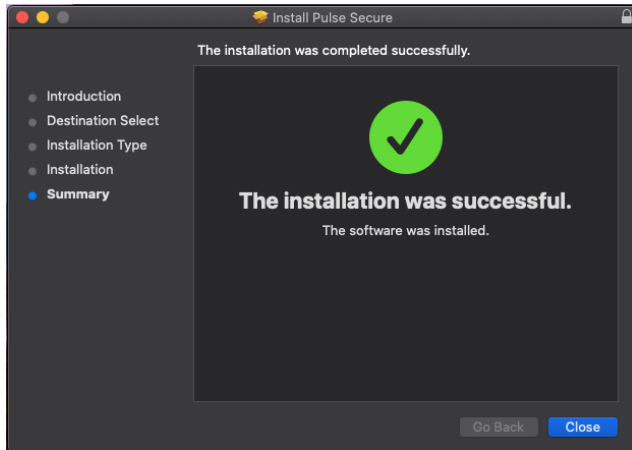 Install Pulse Secure
The installation was completed successfully.
Introduction
Destination Select
Installation Type
Installation
Summary
The installation was successful.
The software was installed.
Go Back
Close